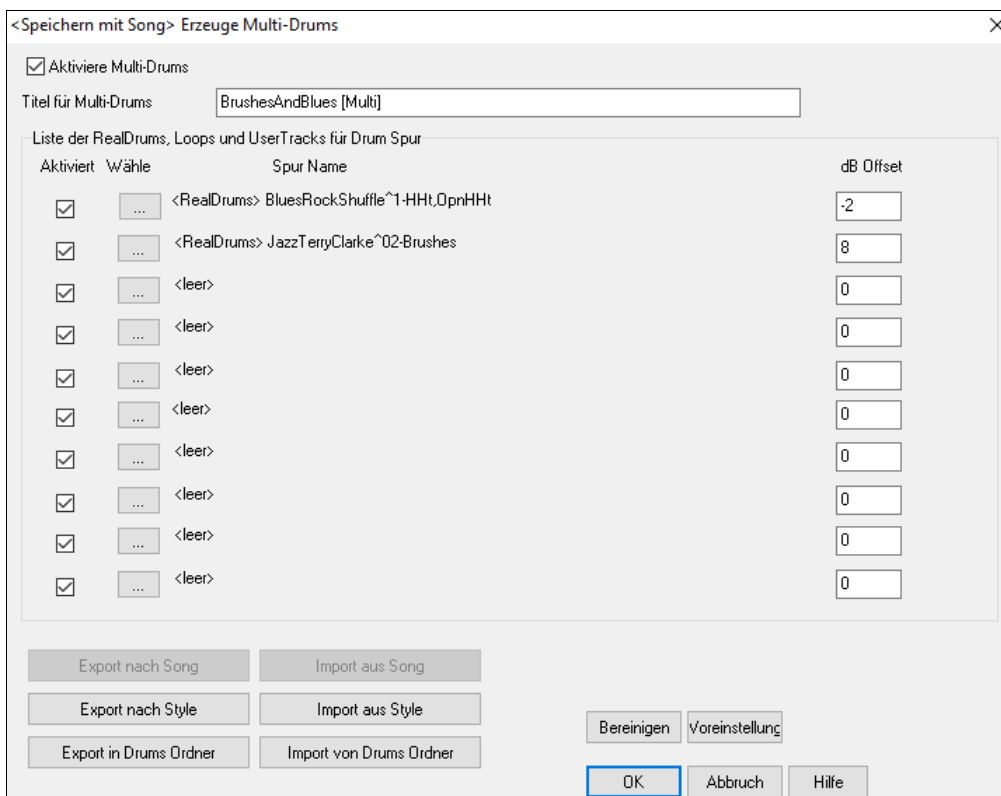 <Speichern mit Song> Erzeuge Multi-Drums
Aktiviere Multi-Drums
Titel für Multi-Drums BrushesAndBlues [Multi]
Liste der RealDrums, Loops und UserTracks für Drum Spur
Aktiviert Wähle Spur Name dB Offset
... <RealDrums> BluesRockShuffle^1-HHt,OpnHHt -2
... <RealDrums> JazzTerryClarke^02-Brushes 8
... <leer> 0
... <leer> 0
... <leer> 0
... <leer> 0
... <leer> 0
... <leer> 0
... <leer> 0
... <leer> 0
Export nach Song Import aus Song
Export nach Style Import aus Style
Bereinigen Voreinstellung
Export in Drums Ordner Import von Drums Ordner
OK Abbruch Hilfe